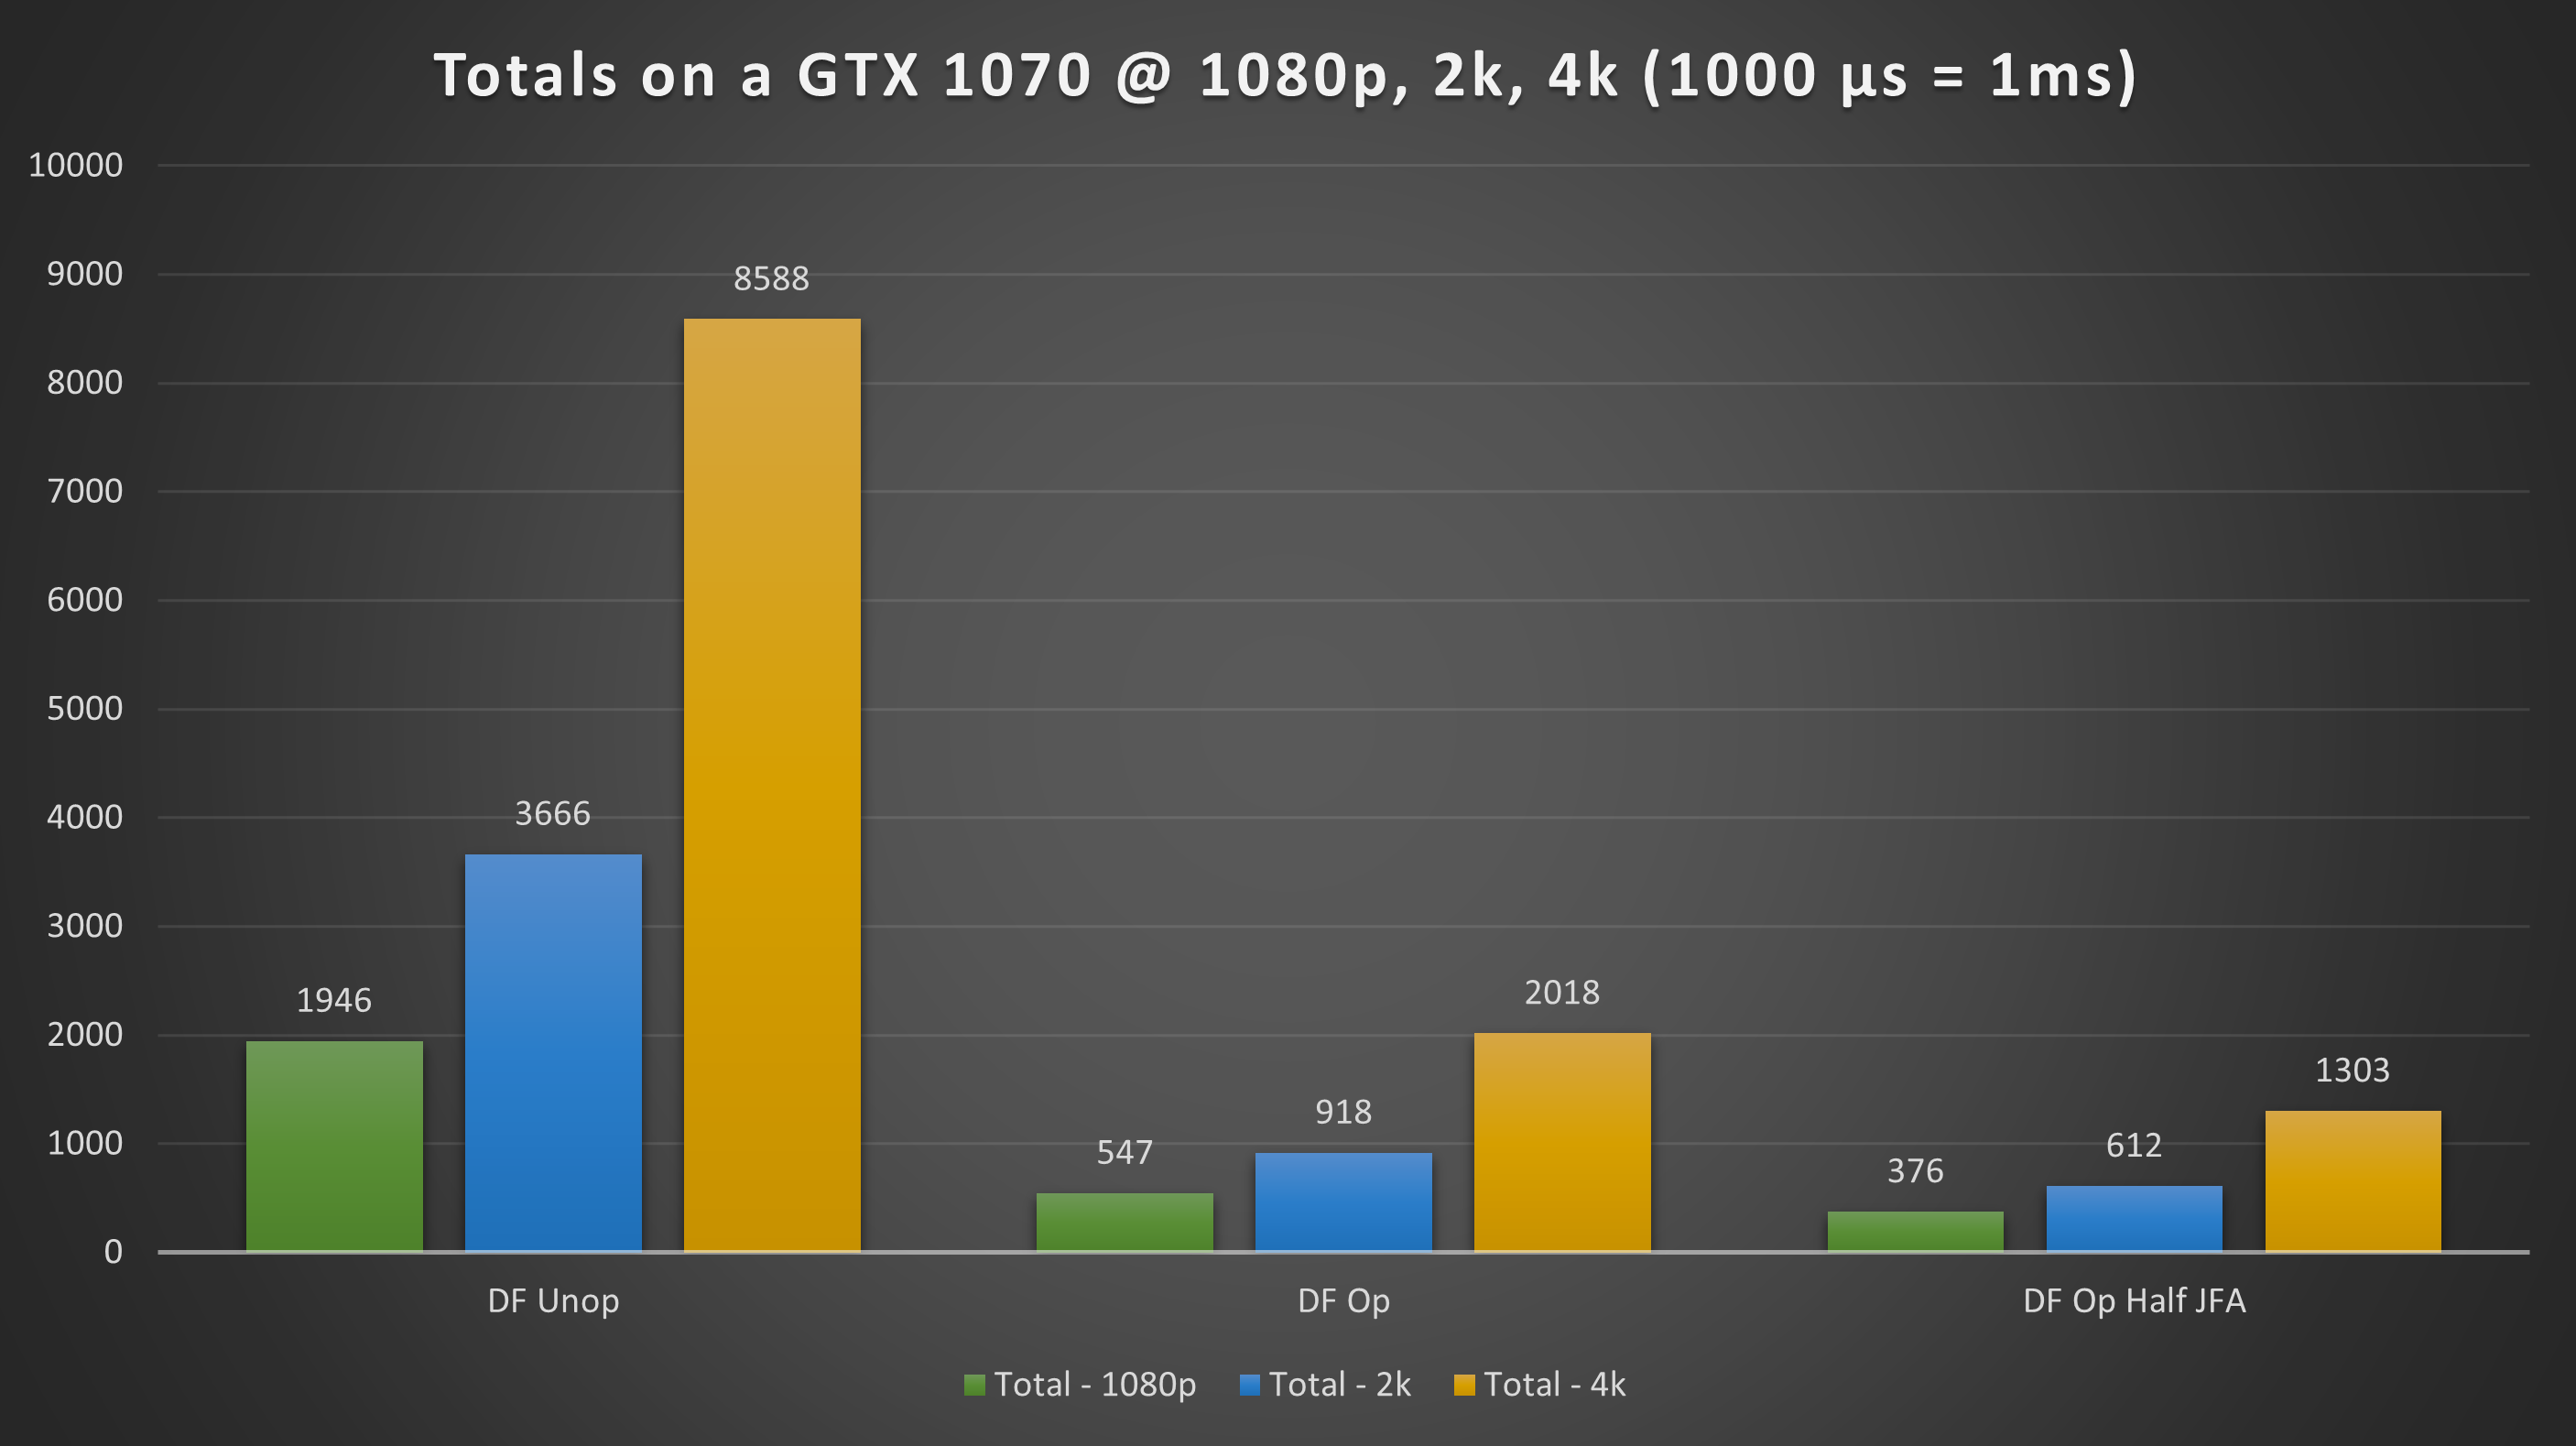 Totals on a GTX 1070 @ 1080p, 2k, 4k (1000 µs = 1ms)
10000
9000
8000
7000
6000
5000
4000
3000
2000
1000
0
1946
3666
8588
547
918
2018
376
612
1303
DF Unop
DF Op
DF Op Half JFA
Total - 1080p
Total - 2k
Total - 4k